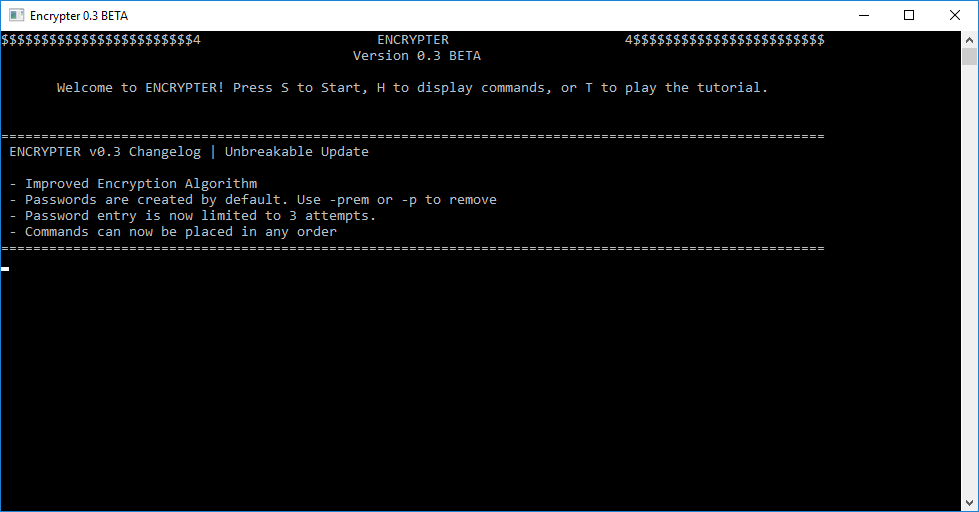 Encrypter 0.3 BETA
$$$$$$$$$$$$$$$$$$$$$$$$4 ENCRYPTER 4$$$$$$$$$$$$$$$$$$$$$$$$
Version 0.3 BETA
Welcome to ENCRYPTER! Press S to Start, H to display commands, or T to play the tutorial.
=======================================================================================================
ENCRYPTER v0.3 Changelog | Unbreakable Update
- Improved Encryption Algorithm
- Passwords are created by default. Use -prem or -p to remove
- Password entry is now limited to 3 attempts.
- Commands can now be placed in any order
=======================================================================================================